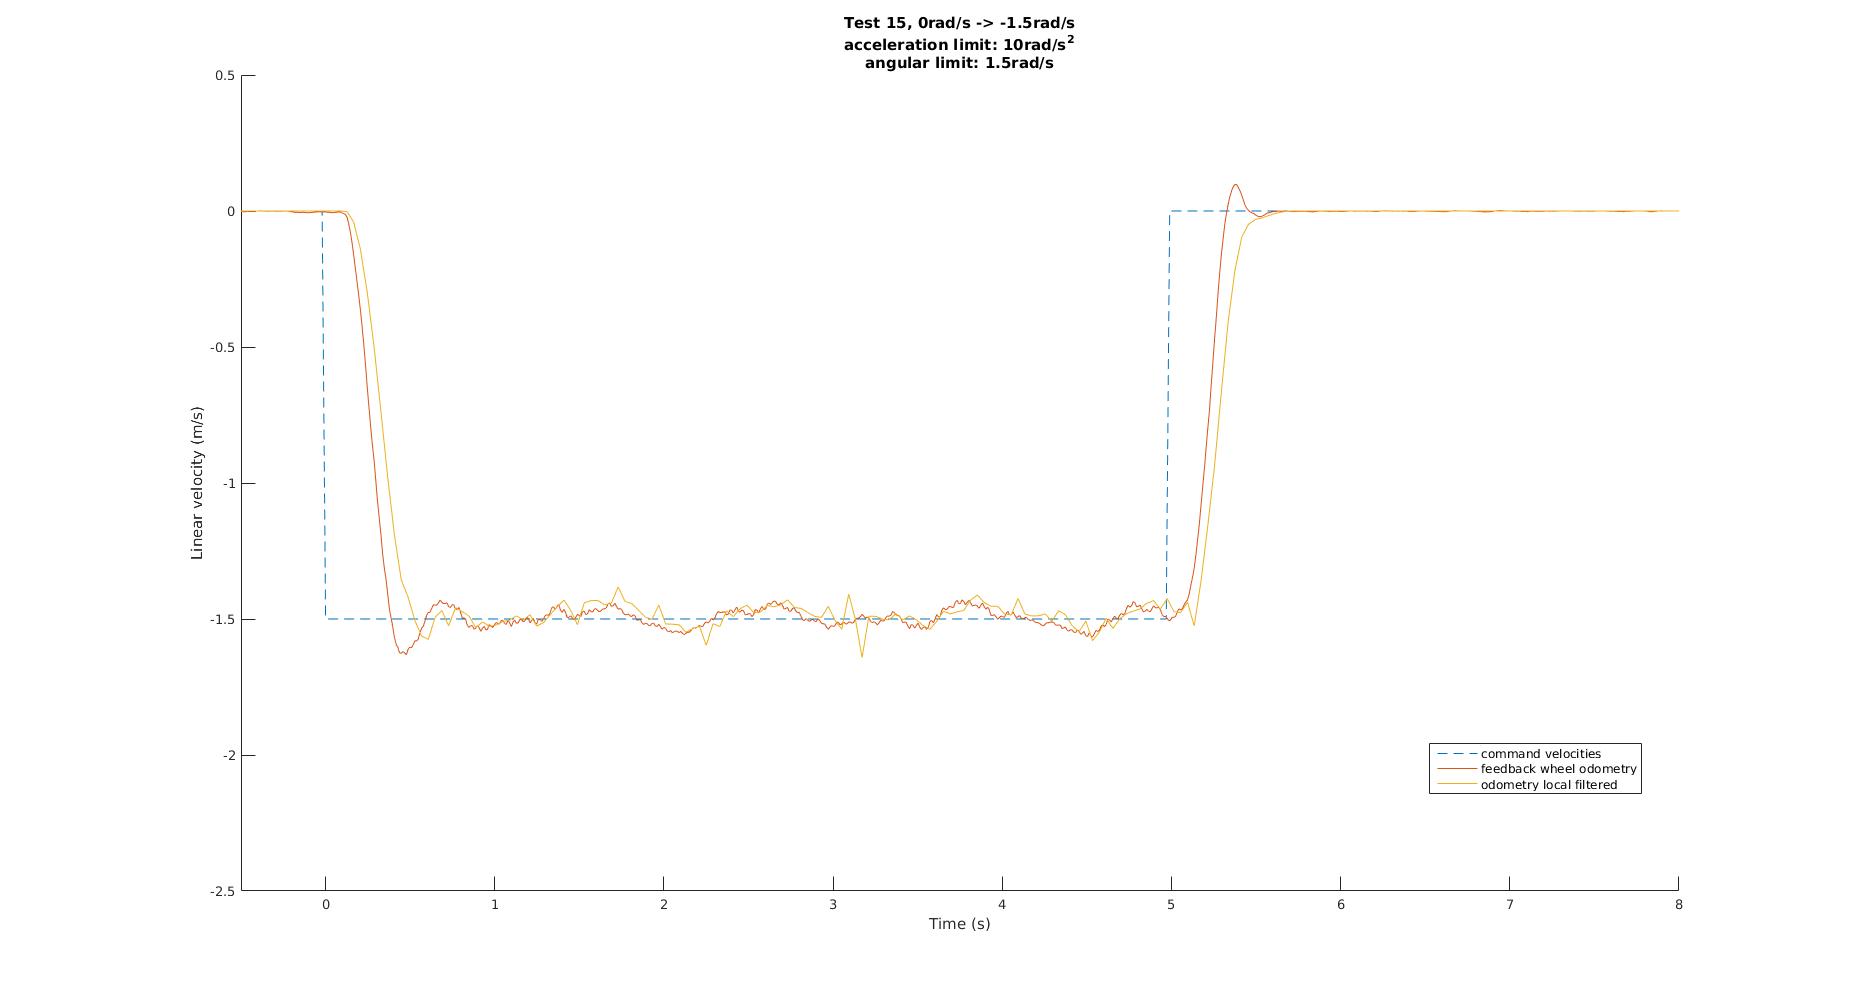 Test 15, 0rad/s -> -1.5rad/s
acceleration limit: 10rad/s²
angular limit: 1.5rad/s
0.5
0
-0.5
-1
-1.5
-2
-2.5
Linear velocity (m/s)
command velocities
feedback wheel odometry
odometry local filtered
0 1 2 3 4 5 6 7 8
Time (s)